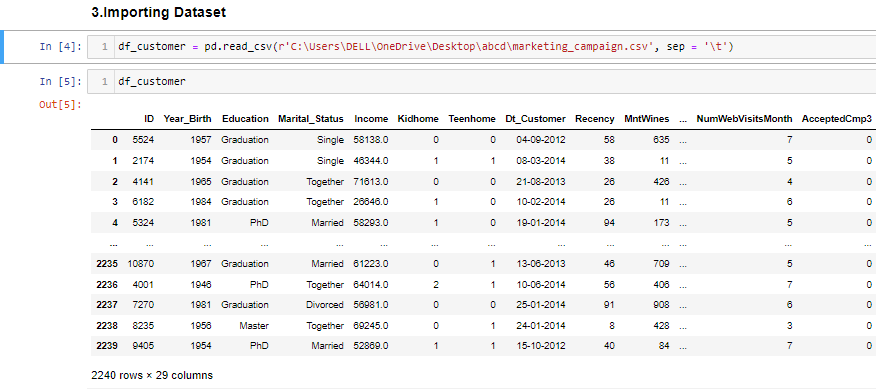 3.Importing Dataset
In [4]: 1 df_customer = pd.read_csv(r'C:\Users\DELL\OneDrive\Desktop\abcd\marketing_campaign.csv', sep = '\t')
In [5]: 1 df_customer
Out[5]:
ID Year_Birth Education Marital_Status Income Kidhome Teenhome Dt_Customer Recency MntWines ... NumWebVisitsMonth AcceptedCmp3
0 5524 1957 Graduation Single 58138.0 0 0 04-09-2012 58 635 ... 7 0
1 2174 1954 Graduation Single 46344.0 1 1 08-03-2014 38 11 ... 5 0
2 4141 1965 Graduation Together 71613.0 0 0 21-08-2013 26 426 ... 4 0
3 6182 1984 Graduation Together 26646.0 1 0 10-02-2014 26 11 ... 6 0
4 5324 1981 PhD Married 58293.0 1 0 19-01-2014 94 173 ... 5 0
... ... ... ... ... ... ... ... ... ... ... ... ... ...
2235 10870 1967 Graduation Married 61223.0 0 1 13-06-2013 46 709 ... 5 0
2236 4001 1946 PhD Together 64014.0 2 1 10-06-2014 56 406 ... 7 0
2237 7270 1981 Graduation Divorced 56981.0 0 0 25-01-2014 91 908 ... 6 0
2238 8235 1956 Master Together 69245.0 0 1 24-01-2014 8 428 ... 3 0
2239 9405 1954 PhD Married 52869.0 1 1 15-10-2012 40 84 ... 7 0
2240 rows × 29 columns